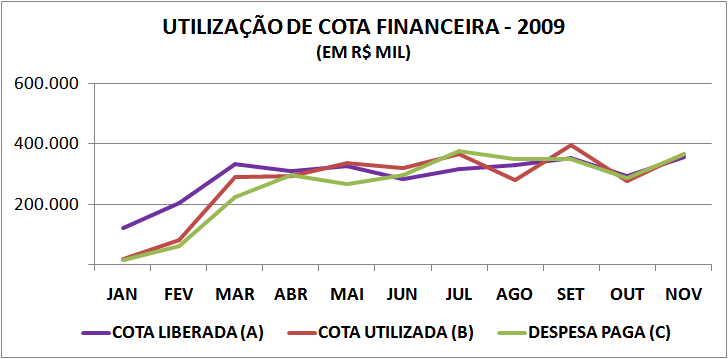 UTILIZAÇÃO DE COTA FINANCEIRA - 2009
(EM R$ MIL)
600.000
400.000
200.000
JAN FEV MAR ABR MAI JUN JUL AGO SET OUT NOV
COTA LIBERADA (A) COTA UTILIZADA (B) DESPESA PAGA (C)